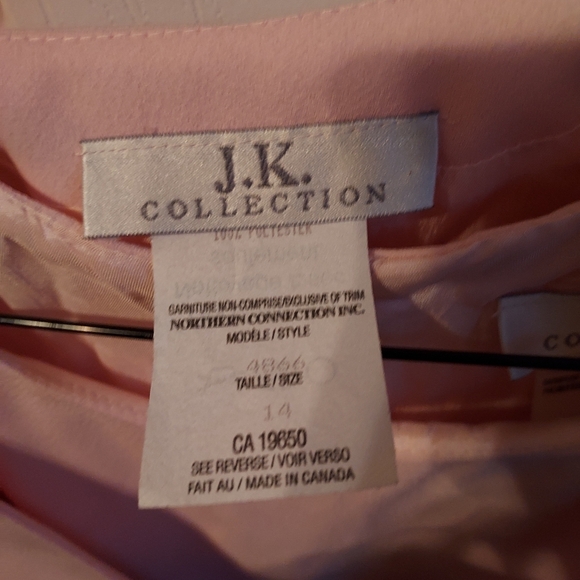 J.K.
COLLECTION
100% POLYESTER
GARNITURE NON-COMPRISE/EXCLUSIVE OF TRIM
NORTHERN CONNECTION INC.
MODÈLE / STYLE
4866
TAILLE / SIZE
14
CA 19650
SEE REVERSE / VOIR VERSO
FAIT AU / MADE IN CANADA
CO